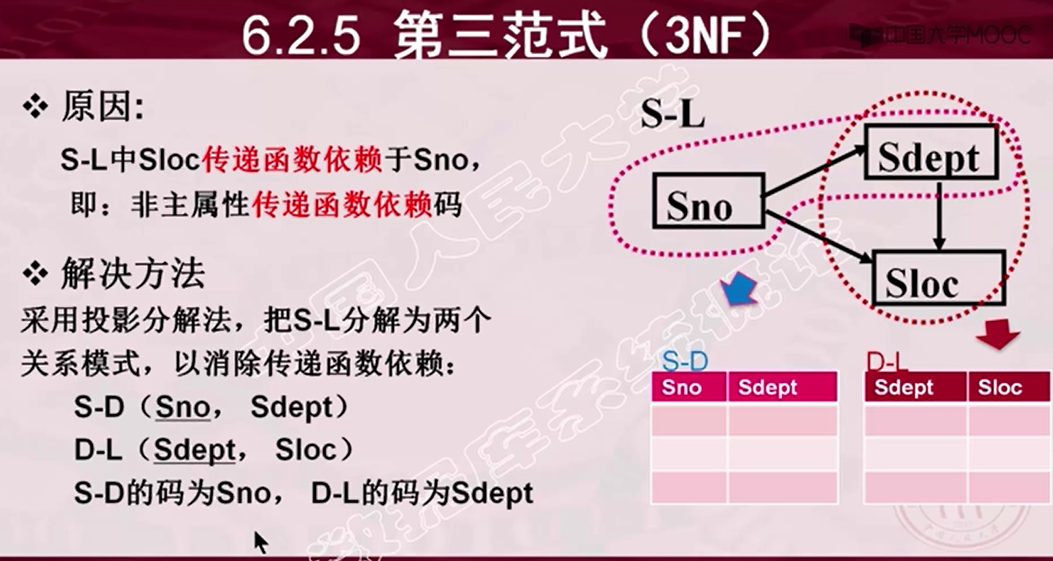 6.2.5 第三范式（3NF）
中国大学MOOC
❖ 原因:
S-L中Sloc传递函数依赖于Sno，
即：非主属性传递函数依赖码
❖ 解决方法
采用投影分解法，把S-L分解为两个
关系模式，以消除传递函数依赖：
S-D（Sno， Sdept）
D-L（Sdept， Sloc）
S-D的码为Sno， D-L的码为Sdept
S-L
Sdept
Sno
Sloc
S-D
Sno Sdept
D-L
Sdept Sloc
中国人民大学
数据库系统概论